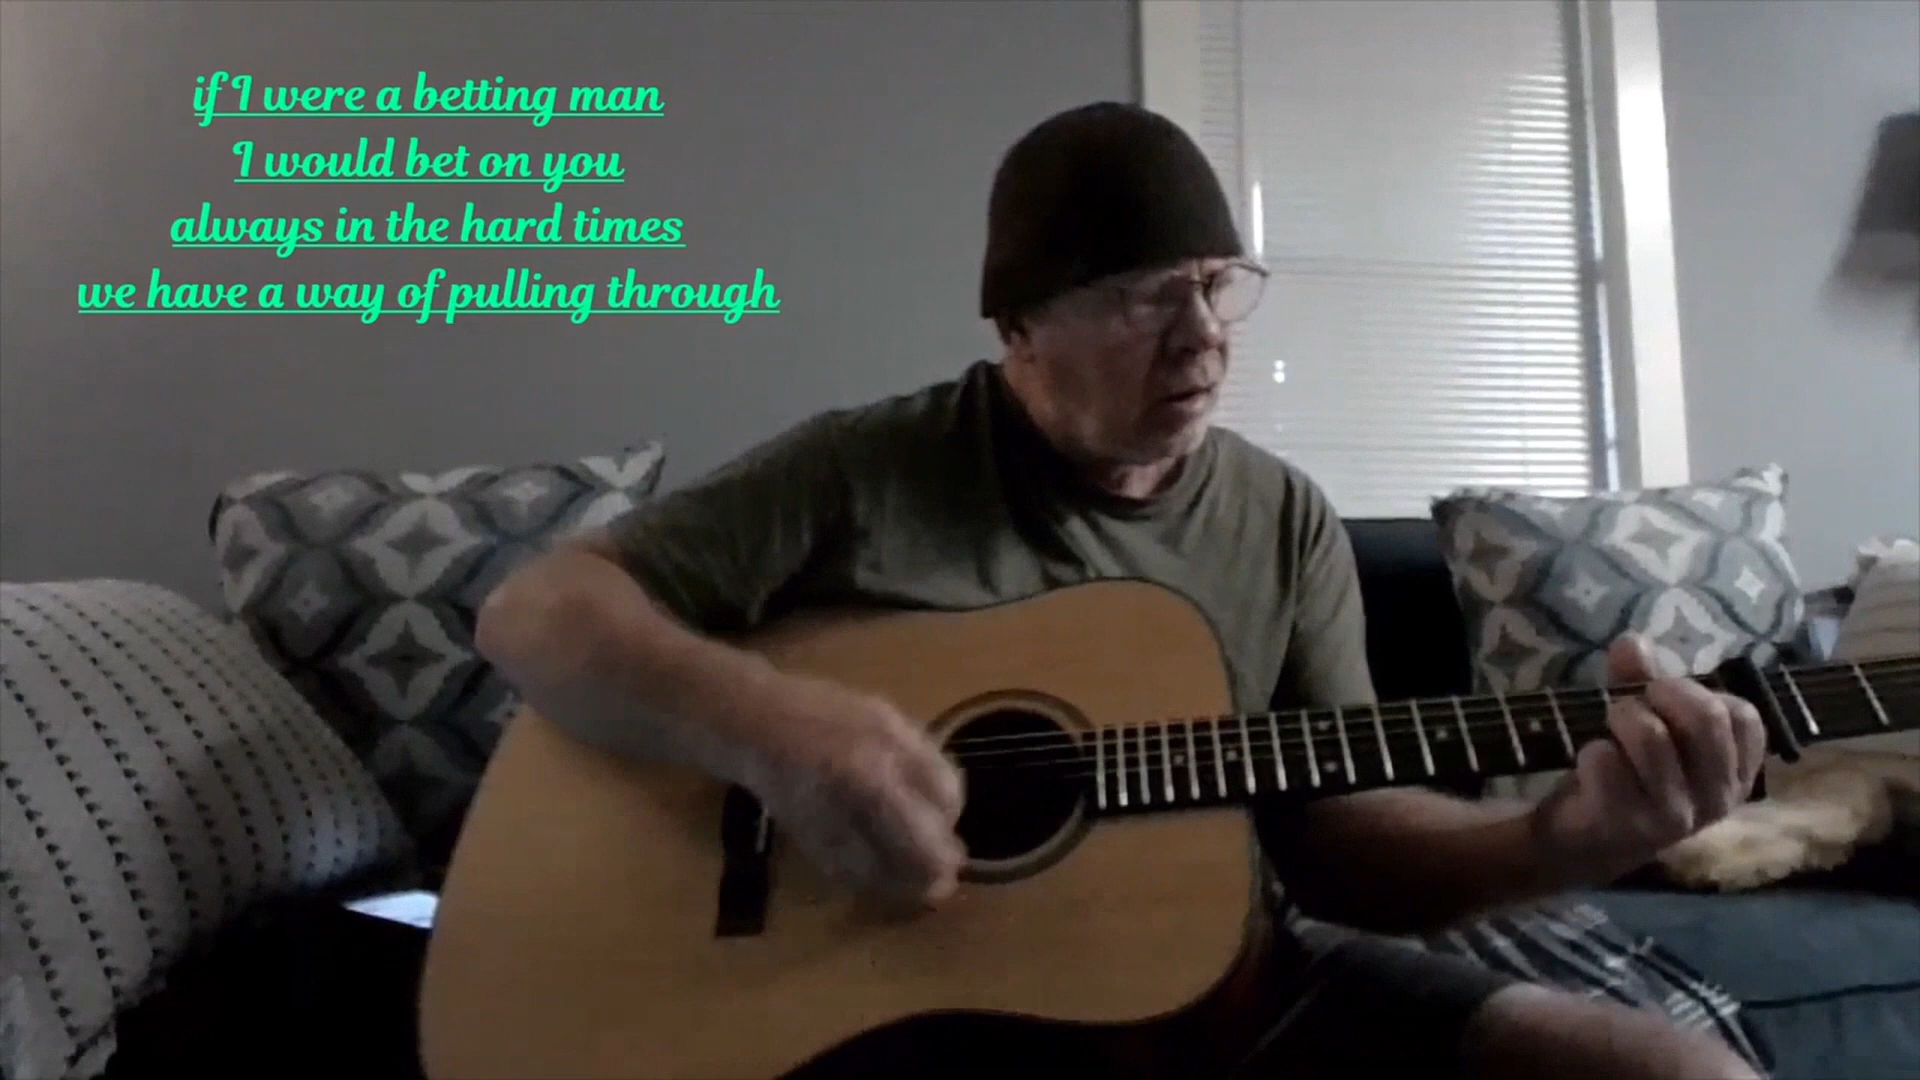 if I were a betting man
I would bet on you
always in the hard times
we have a way of pulling through